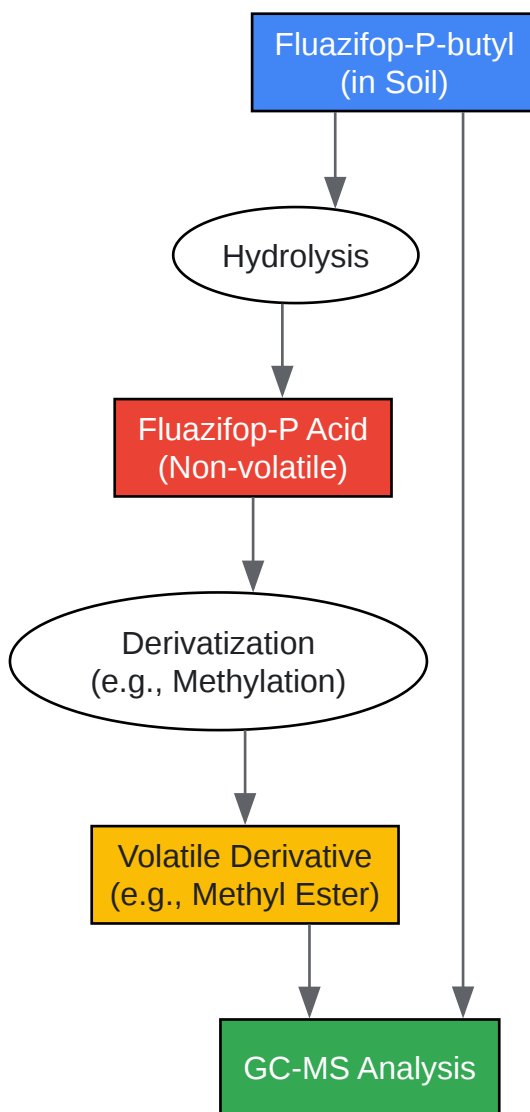 Fluazifop-P-butyl
(in Soil)
Hydrolysis
Fluazifop-P Acid
(Non-volatile)
Derivatization
(e.g., Methylation)
Volatile Derivative
(e.g., Methyl Ester)
GC-MS Analysis